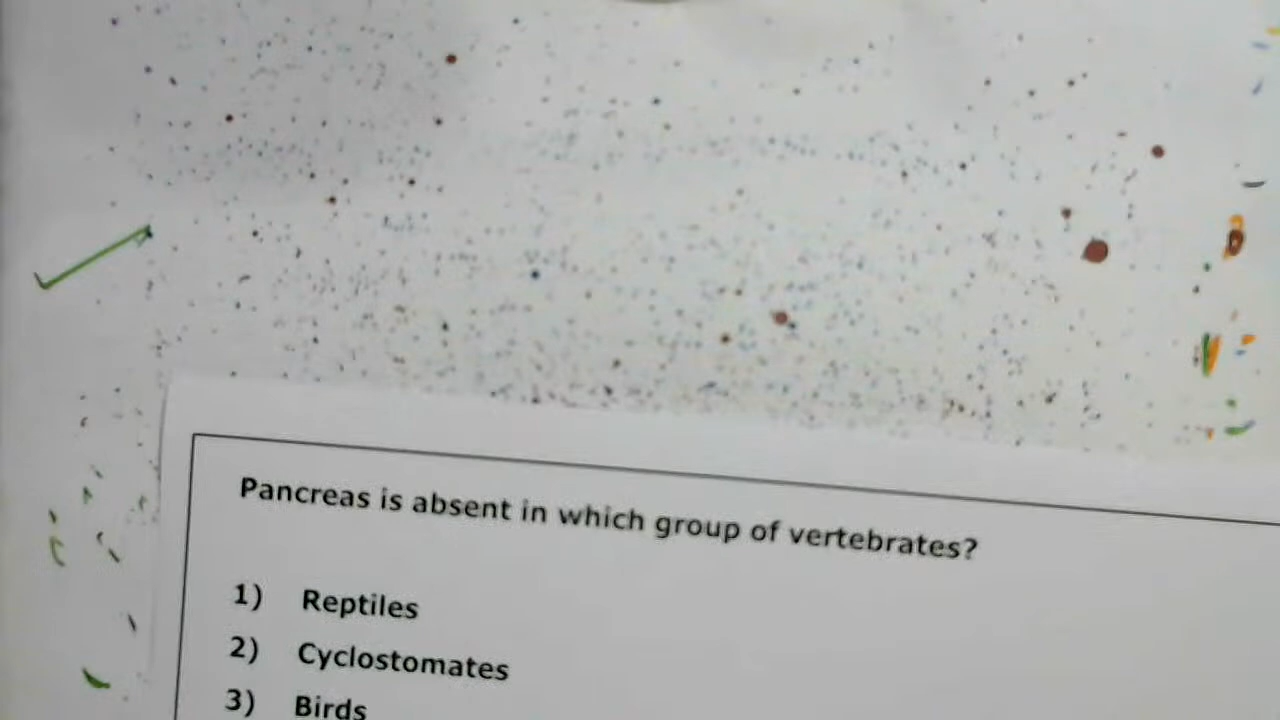 Pancreas is absent in which group of vertebrates?
1) Reptiles
2) Cyclostomates
3) Birds